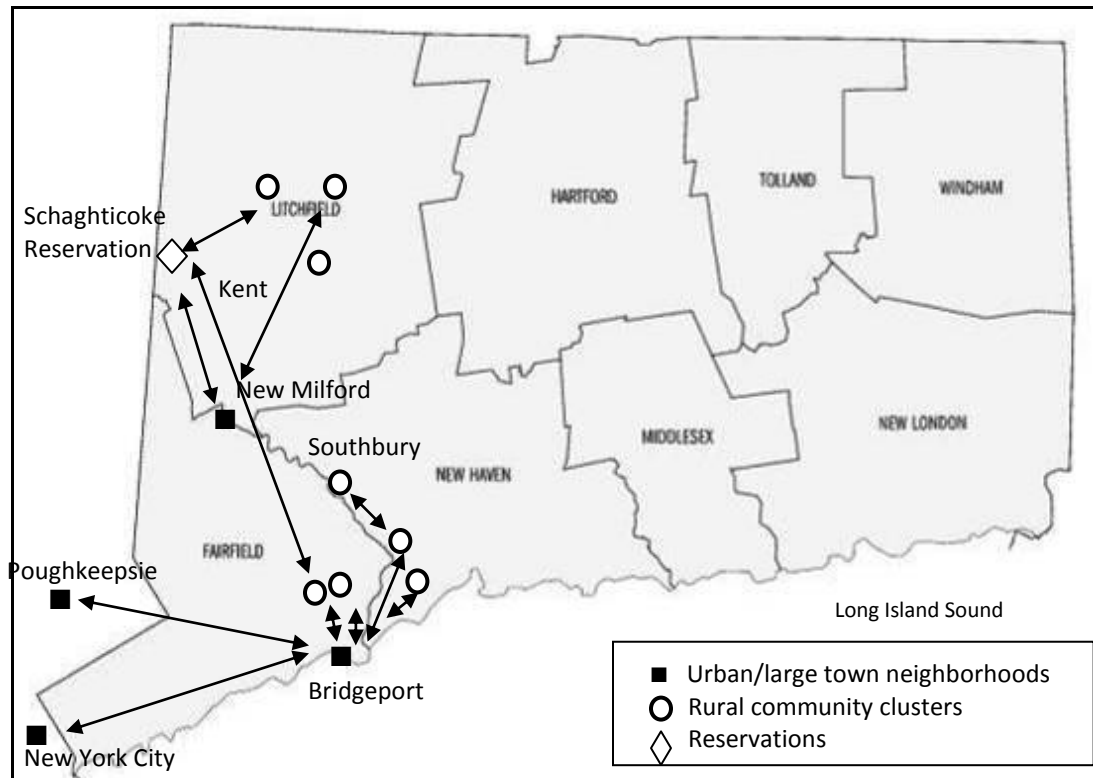 HARTFORD
TOLLAND
WINDHAM
LITCHFIELD
Schaghticoke
Reservation
Kent
New Milford
NEW LONDON
MIDDLESEX
Southbury
NEW HAVEN
FAIRFIELD
Poughkeepsie
Long Island Sound
Bridgeport
New York City
Urban/large town neighborhoods
Rural community clusters
Reservations